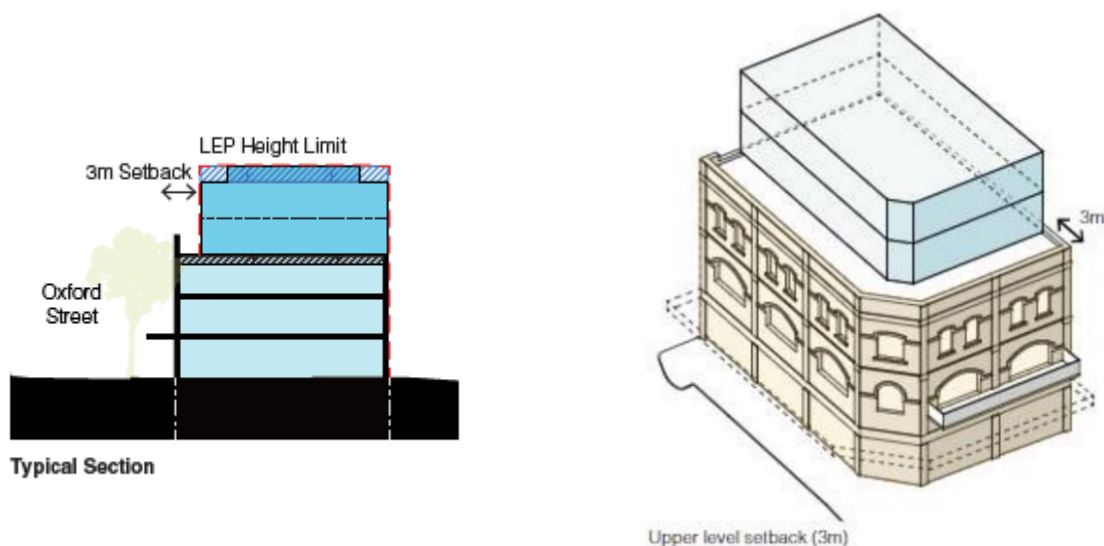 LEP Height Limit
3m Setback
Oxford
Street
Typical Section
3m
Upper level setback (3m)